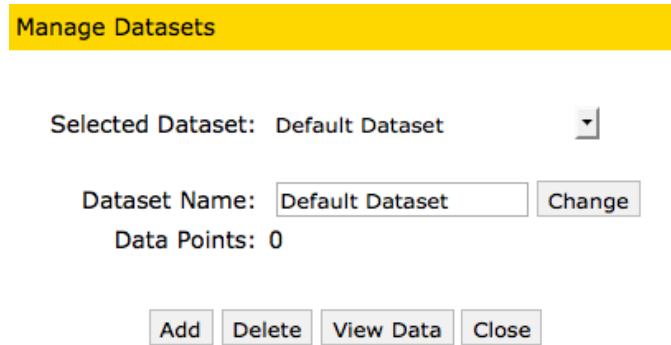 Manage Datasets
Selected Dataset: Default Dataset
Dataset Name: Default Dataset Change
Data Points: 0
Add Delete View Data Close